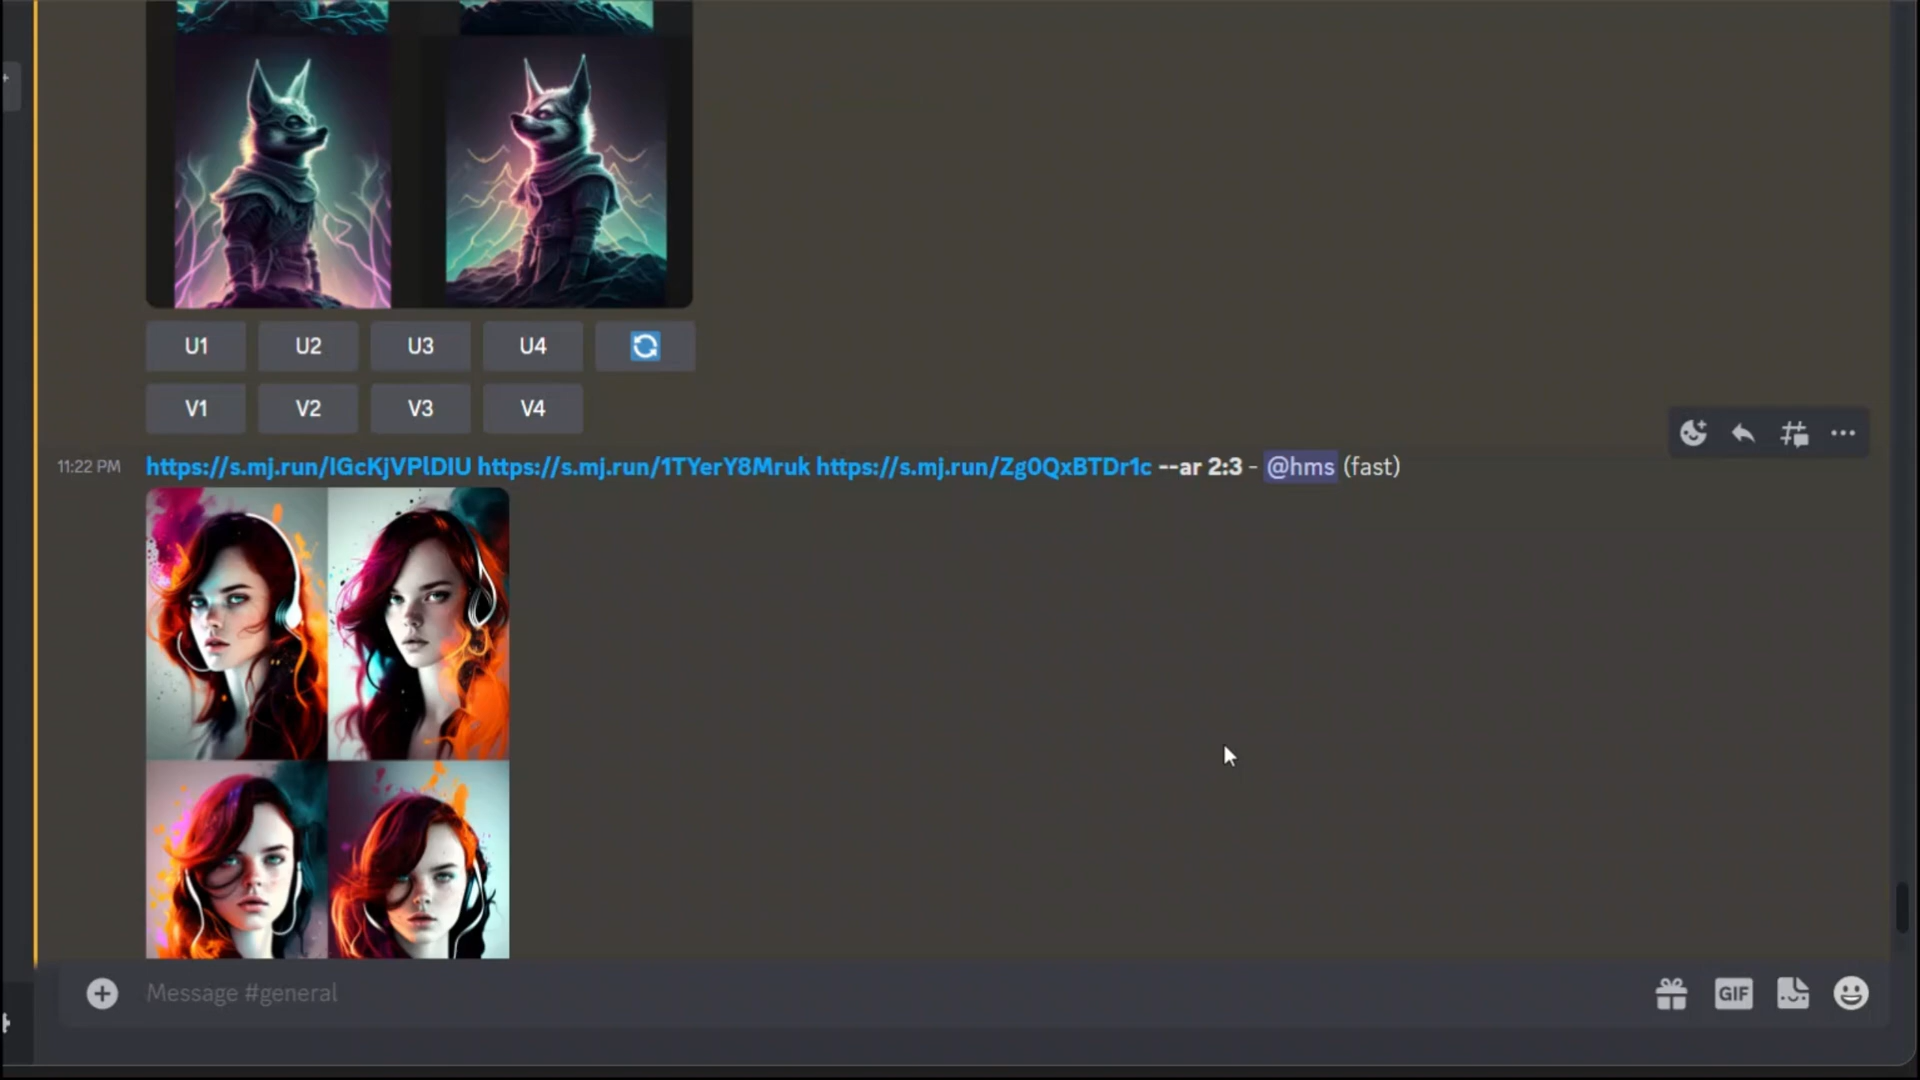 U1 U2 U3 U4
V1 V2 V3 V4
11:22 PM https://s.mj.run/IGcKjVPlDIU https://s.mj.run/1TYerY8Mruk https://s.mj.run/Zg0QxBTDr1c --ar 2:3 - @hms (fast)
Message #general
GIF